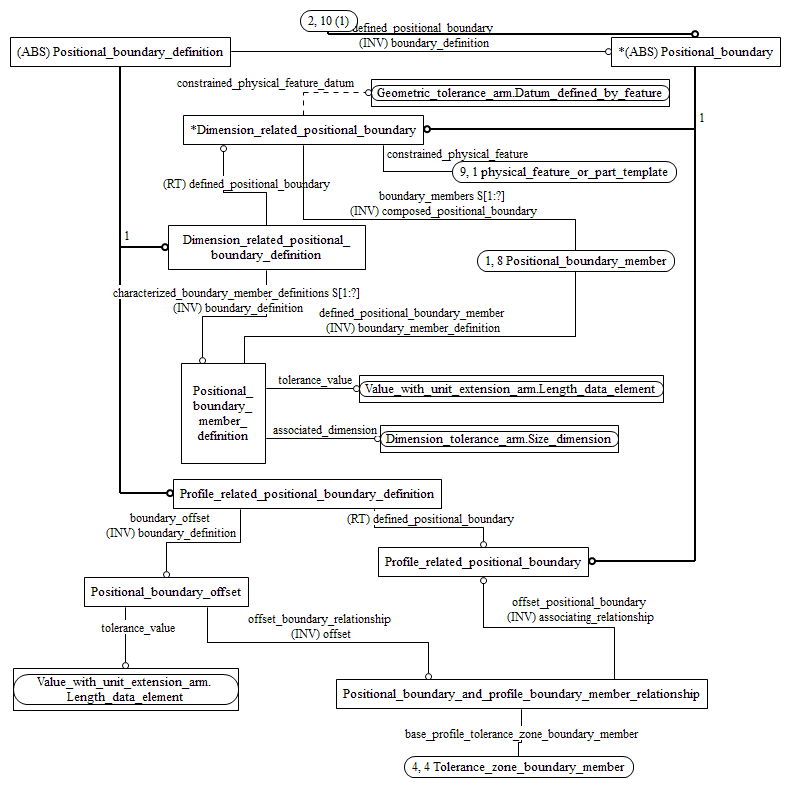 2, 10 (1)
defined_positional_boundary
(INV) boundary_definition
(ABS) Positional_boundary_definition
*(ABS) Positional_boundary
constrained_physical_feature_datum
Geometric_tolerance_arm.Datum_defined_by_feature
1
*Dimension_related_positional_boundary
constrained_physical_feature
9, 1 physical_feature_or_part_template
(RT) defined_positional_boundary
boundary_members S[1:?]
(INV) composed_positional_boundary
1
Dimension_related_positional_
boundary_definition
1, 8 Positional_boundary_member
characterized_boundary_member_definitions S[1:?]
(INV) boundary_definition
defined_positional_boundary_member
(INV) boundary_member_definition
Positional_
boundary_
member_
definition
tolerance_value
Value_with_unit_extension_arm.Length_data_element
associated_dimension
Dimension_tolerance_arm.Size_dimension
Profile_related_positional_boundary_definition
boundary_offset
(INV) boundary_definition
(RT) defined_positional_boundary
Profile_related_positional_boundary
Positional_boundary_offset
offset_positional_boundary
(INV) associating_relationship
tolerance_value
offset_boundary_relationship
(INV) offset
Value_with_unit_extension_arm.
Length_data_element
Positional_boundary_and_profile_boundary_member_relationship
base_profile_tolerance_zone_boundary_member
4, 4 Tolerance_zone_boundary_member